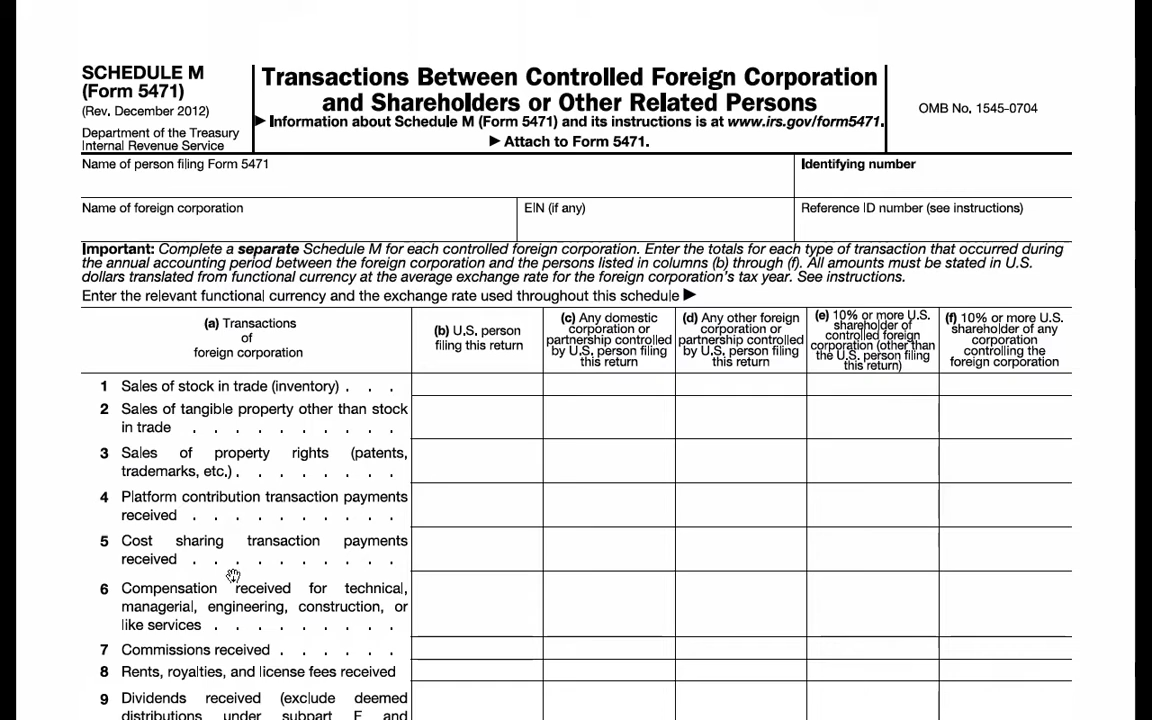 SCHEDULE M
(Form 5471)
(Rev. December 2012)
Department of the Treasury
Internal Revenue Service
Transactions Between Controlled Foreign Corporation
and Shareholders or Other Related Persons
▶ Information about Schedule M (Form 5471) and its instructions is at www.irs.gov/form5471.
▶ Attach to Form 5471.
OMB No. 1545-0704
Name of person filing Form 5471
Identifying number
Name of foreign corporation
EIN (if any)
Reference ID number (see instructions)
Important: Complete a separate Schedule M for each controlled foreign corporation. Enter the totals for each type of transaction that occurred during
the annual accounting period between the foreign corporation and the persons listed in columns (b) through (f). All amounts must be stated in U.S.
dollars translated from functional currency at the average exchange rate for the foreign corporation's tax year. See instructions.
Enter the relevant functional currency and the exchange rate used throughout this schedule ▶
(a) Transactions
of
foreign corporation
(b) U.S. person
filing this return
(c) Any domestic
corporation or
partnership controlled
by U.S. person filing
this return
(d) Any other foreign
corporation or
partnership controlled
by U.S. person filing
this return
(e) 10% or more U.S.
shareholder of
controlled foreign
corporation (other than
the U.S. person filing
this return)
(f) 10% or more U.S.
shareholder of any
corporation
controlling the
foreign corporation
1 Sales of stock in trade (inventory) . . .
2 Sales of tangible property other than stock
in trade . . . . . . . . . .
3 Sales of property rights (patents,
trademarks, etc.) . . . . . . . .
4 Platform contribution transaction payments
received . . . . . . . . . .
5 Cost sharing transaction payments
received . . . . . . . . . .
6 Compensation received for technical,
managerial, engineering, construction, or
like services . . . . . . . . .
7 Commissions received . . . . . .
8 Rents, royalties, and license fees received
9 Dividends received (exclude deemed
distributions under subpart F and